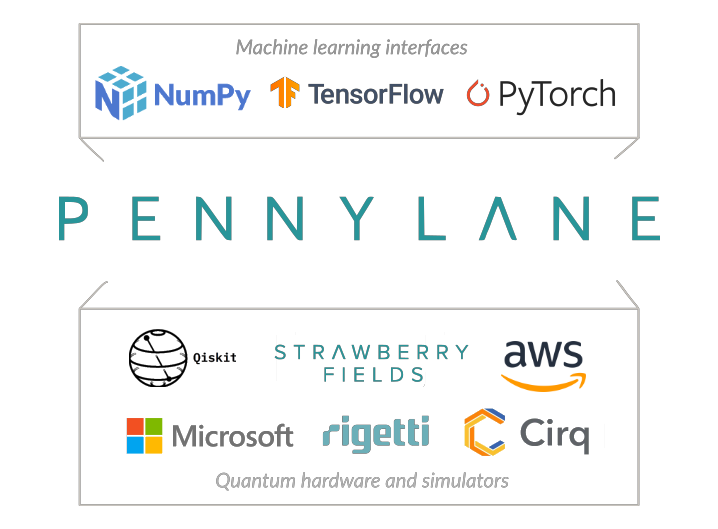 Machine learning interfaces
NumPy TensorFlow PyTorch
PENNYLANE
Qiskit STRAWBERRY FIELDS aws
Microsoft rigetti Cirq
Quantum hardware and simulators